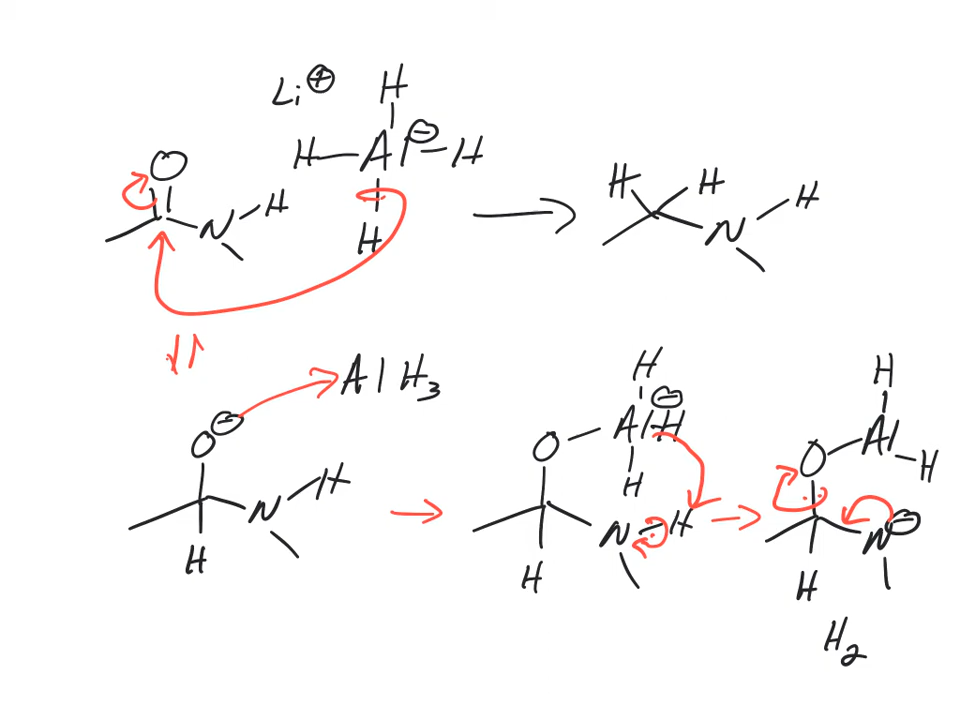 Li⊕ H
O H—Al⊖—H H H H
N—H H N
O⊖ AlH₃ H H
O—Al⊖H O—Al—H
N—H H N—H N⊖
H H H
H₂